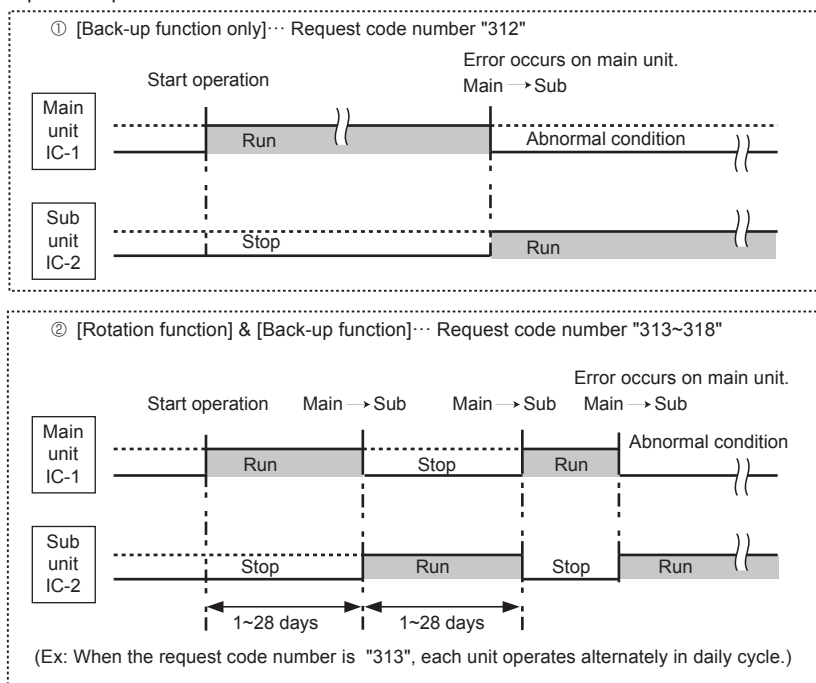 ① [Back-up function only]··· Request code number "312"
Error occurs on main unit.
Start operation
Main → Sub
Main
unit
IC-1
Run
Abnormal condition
Sub
unit
IC-2
Stop
Run
② [Rotation function] & [Back-up function]··· Request code number "313~318"
Error occurs on main unit.
Start operation
Main → Sub
Main → Sub
Main → Sub
Main
unit
IC-1
Run
Stop
Run
Abnormal condition
Sub
unit
IC-2
Stop
Run
Stop
Run
1~28 days
1~28 days
(Ex: When the request code number is "313", each unit operates alternately in daily cycle.)